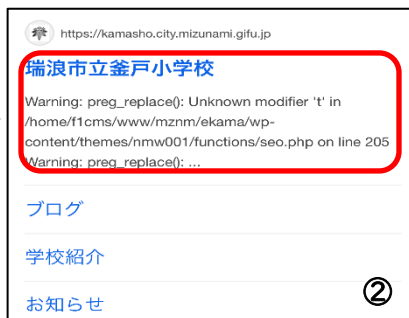 https://kamasho.city.mizunami.gifu.jp
瑞浪市立釜戸小学校
Warning: preg_replace(): Unknown modifier 't' in
/home/f1cms/www/mznm/ekama/wp-
content/themes/nmw001/functions/seo.php on line 205
Warning: preg_replace(): ...
ブログ
学校紹介
お知らせ
②